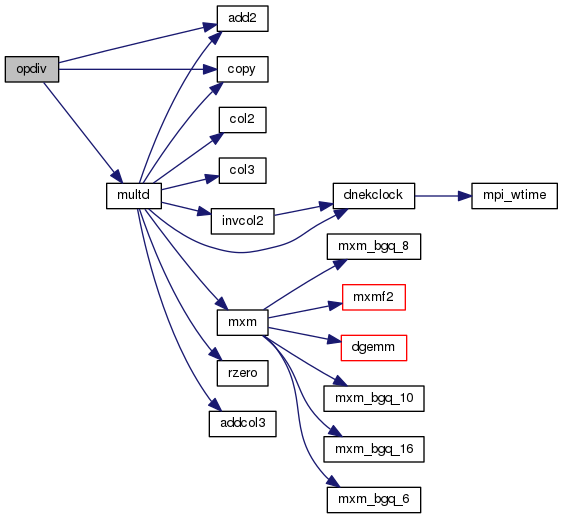 add2
opdiv
copy
col2
col3
multd
dnekclock
mpi_wtime
invcol2
mxm_bgq_8
mxmf2
mxm
dgemm
rzero
mxm_bgq_10
addcol3
mxm_bgq_16
mxm_bgq_6